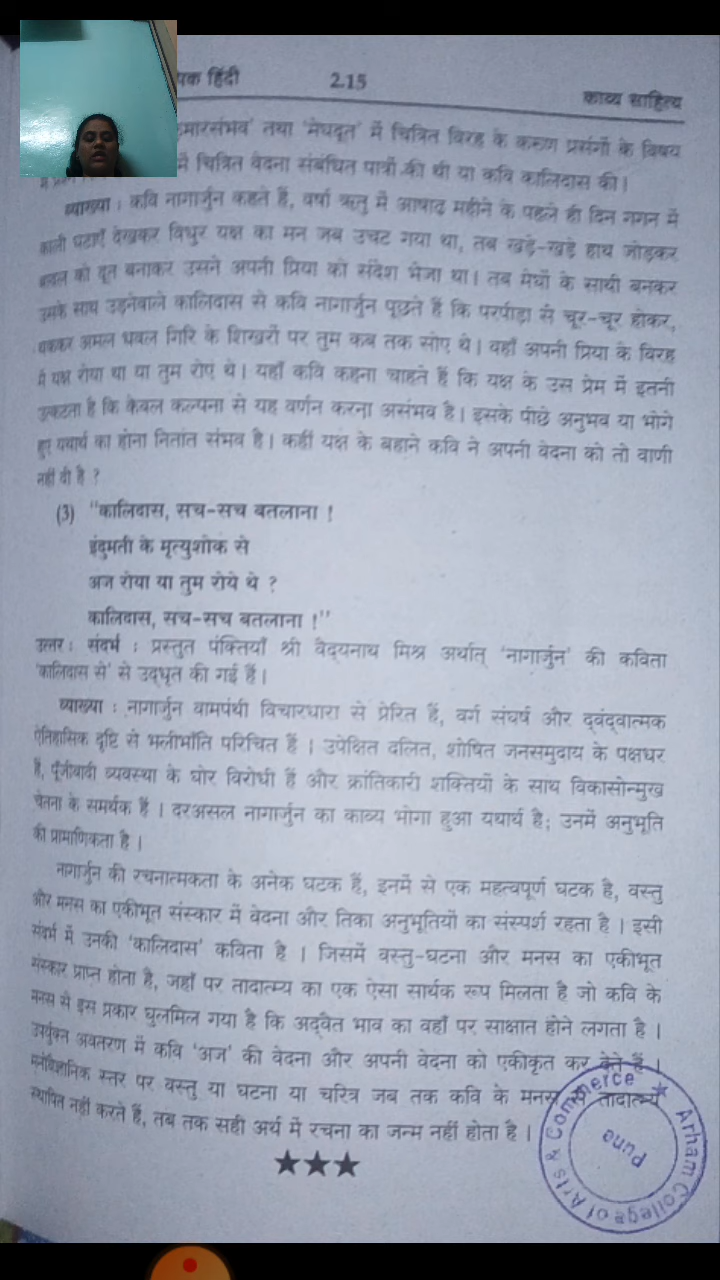 पक हिंदी 2.15 काव्य साहित्य
कुमारसंभव' तथा 'मेघदूत' में चित्रित विरह के करुण प्रसंगों के विषय
में चित्रित वेदना संबंधित पात्रों की थी या कवि कालिदास की।
व्याख्या : कवि नागार्जुन कहते हैं, वर्षा ऋतु में आषाढ़ महीने के पहले ही दिन गगन में
काली घटाएँ देखकर विधुर यक्ष का मन जब उचट गया था, तब खड़े-खड़े हाथ जोड़कर
बादल को दूत बनाकर उसने अपनी प्रिया को संदेश भेजा था। तब मेघों के साथी बनकर
उसके साथ उड़नेवाले कालिदास से कवि नागार्जुन पूछते हैं कि परपीड़ा से चूर-चूर होकर,
थककर अमल धवल गिरि के शिखरों पर तुम कब तक सोए थे। यहाँ अपनी प्रिया के विरह
में यक्ष रोया था या तुम रोए थे। यहाँ कवि कहना चाहते हैं कि यक्ष के उस प्रेम में इतनी
उत्कटता है कि केवल कल्पना से यह वर्णन करना असंभव है। इसके पीछे अनुभव या भोगे
हुए यथार्थ का होना नितांत संभव है। कहीं यक्ष के बहाने कवि ने अपनी वेदना को तो वाणी
नहीं दी है ?
(3) "कालिदास, सच-सच बतलाना !
इंदुमती के मृत्युशोक से
अज रोया या तुम रोये थे ?
कालिदास, सच-सच बतलाना !"
उत्तर : संदर्भ : प्रस्तुत पंक्तियाँ श्री वैद्यनाथ मिश्र अर्थात् 'नागार्जुन' की कविता
'कालिदास से' से उद्धृत की गई हैं।
व्याख्या : नागार्जुन वामपंथी विचारधारा से प्रेरित हैं, वर्ग संघर्ष और द्वंद्वात्मक
ऐतिहासिक दृष्टि से भलीभाँति परिचित हैं । उपेक्षित दलित, शोषित जनसमुदाय के पक्षधर
हैं, पूँजीवादी व्यवस्था के घोर विरोधी हैं और क्रांतिकारी शक्तियों के साथ विकासोन्मुख
चेतना के समर्थक हैं । दरअसल नागार्जुन का काव्य भोगा हुआ यथार्थ है; उनमें अनुभूति
की प्रामाणिकता है ।
नागार्जुन की रचनात्मकता के अनेक घटक हैं, इनमें से एक महत्वपूर्ण घटक है, वस्तु
और मनस का एकीभूत संस्कार में वेदना और तिका अनुभूतियों का संस्पर्श रहता है । इसी
संदर्भ में उनकी 'कालिदास' कविता है । जिसमें वस्तु-घटना और मनस का एकीभूत
संस्कार प्राप्त होता है, जहाँ पर तादात्म्य का एक ऐसा सार्थक रूप मिलता है जो कवि के
मनस से इस प्रकार घुलमिल गया है कि अद्वैत भाव का वहाँ पर साक्षात होने लगता है ।
उपर्युक्त अवतरण में कवि 'अज' की वेदना और अपनी वेदना को एकीकृत कर देते हैं ।
मनोवैज्ञानिक स्तर पर वस्तु या घटना या चरित्र जब तक कवि के मनस से तादात्म्य
स्थापित नहीं करते हैं, तब तक सही अर्थ में रचना का जन्म नहीं होता है ।
★★★
Arham College of Arts & Commerce ★
Pune